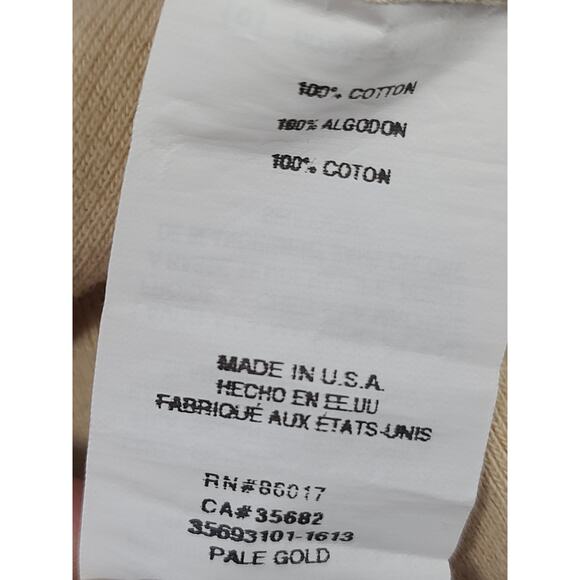 100% COTTON
100% ALGODON
100% COTON
MADE IN U.S.A.
HECHO EN EE.UU
FABRIQUÉ AUX ÉTATS-UNIS
RN#86017
CA#35682
35693101-1613
PALE GOLD